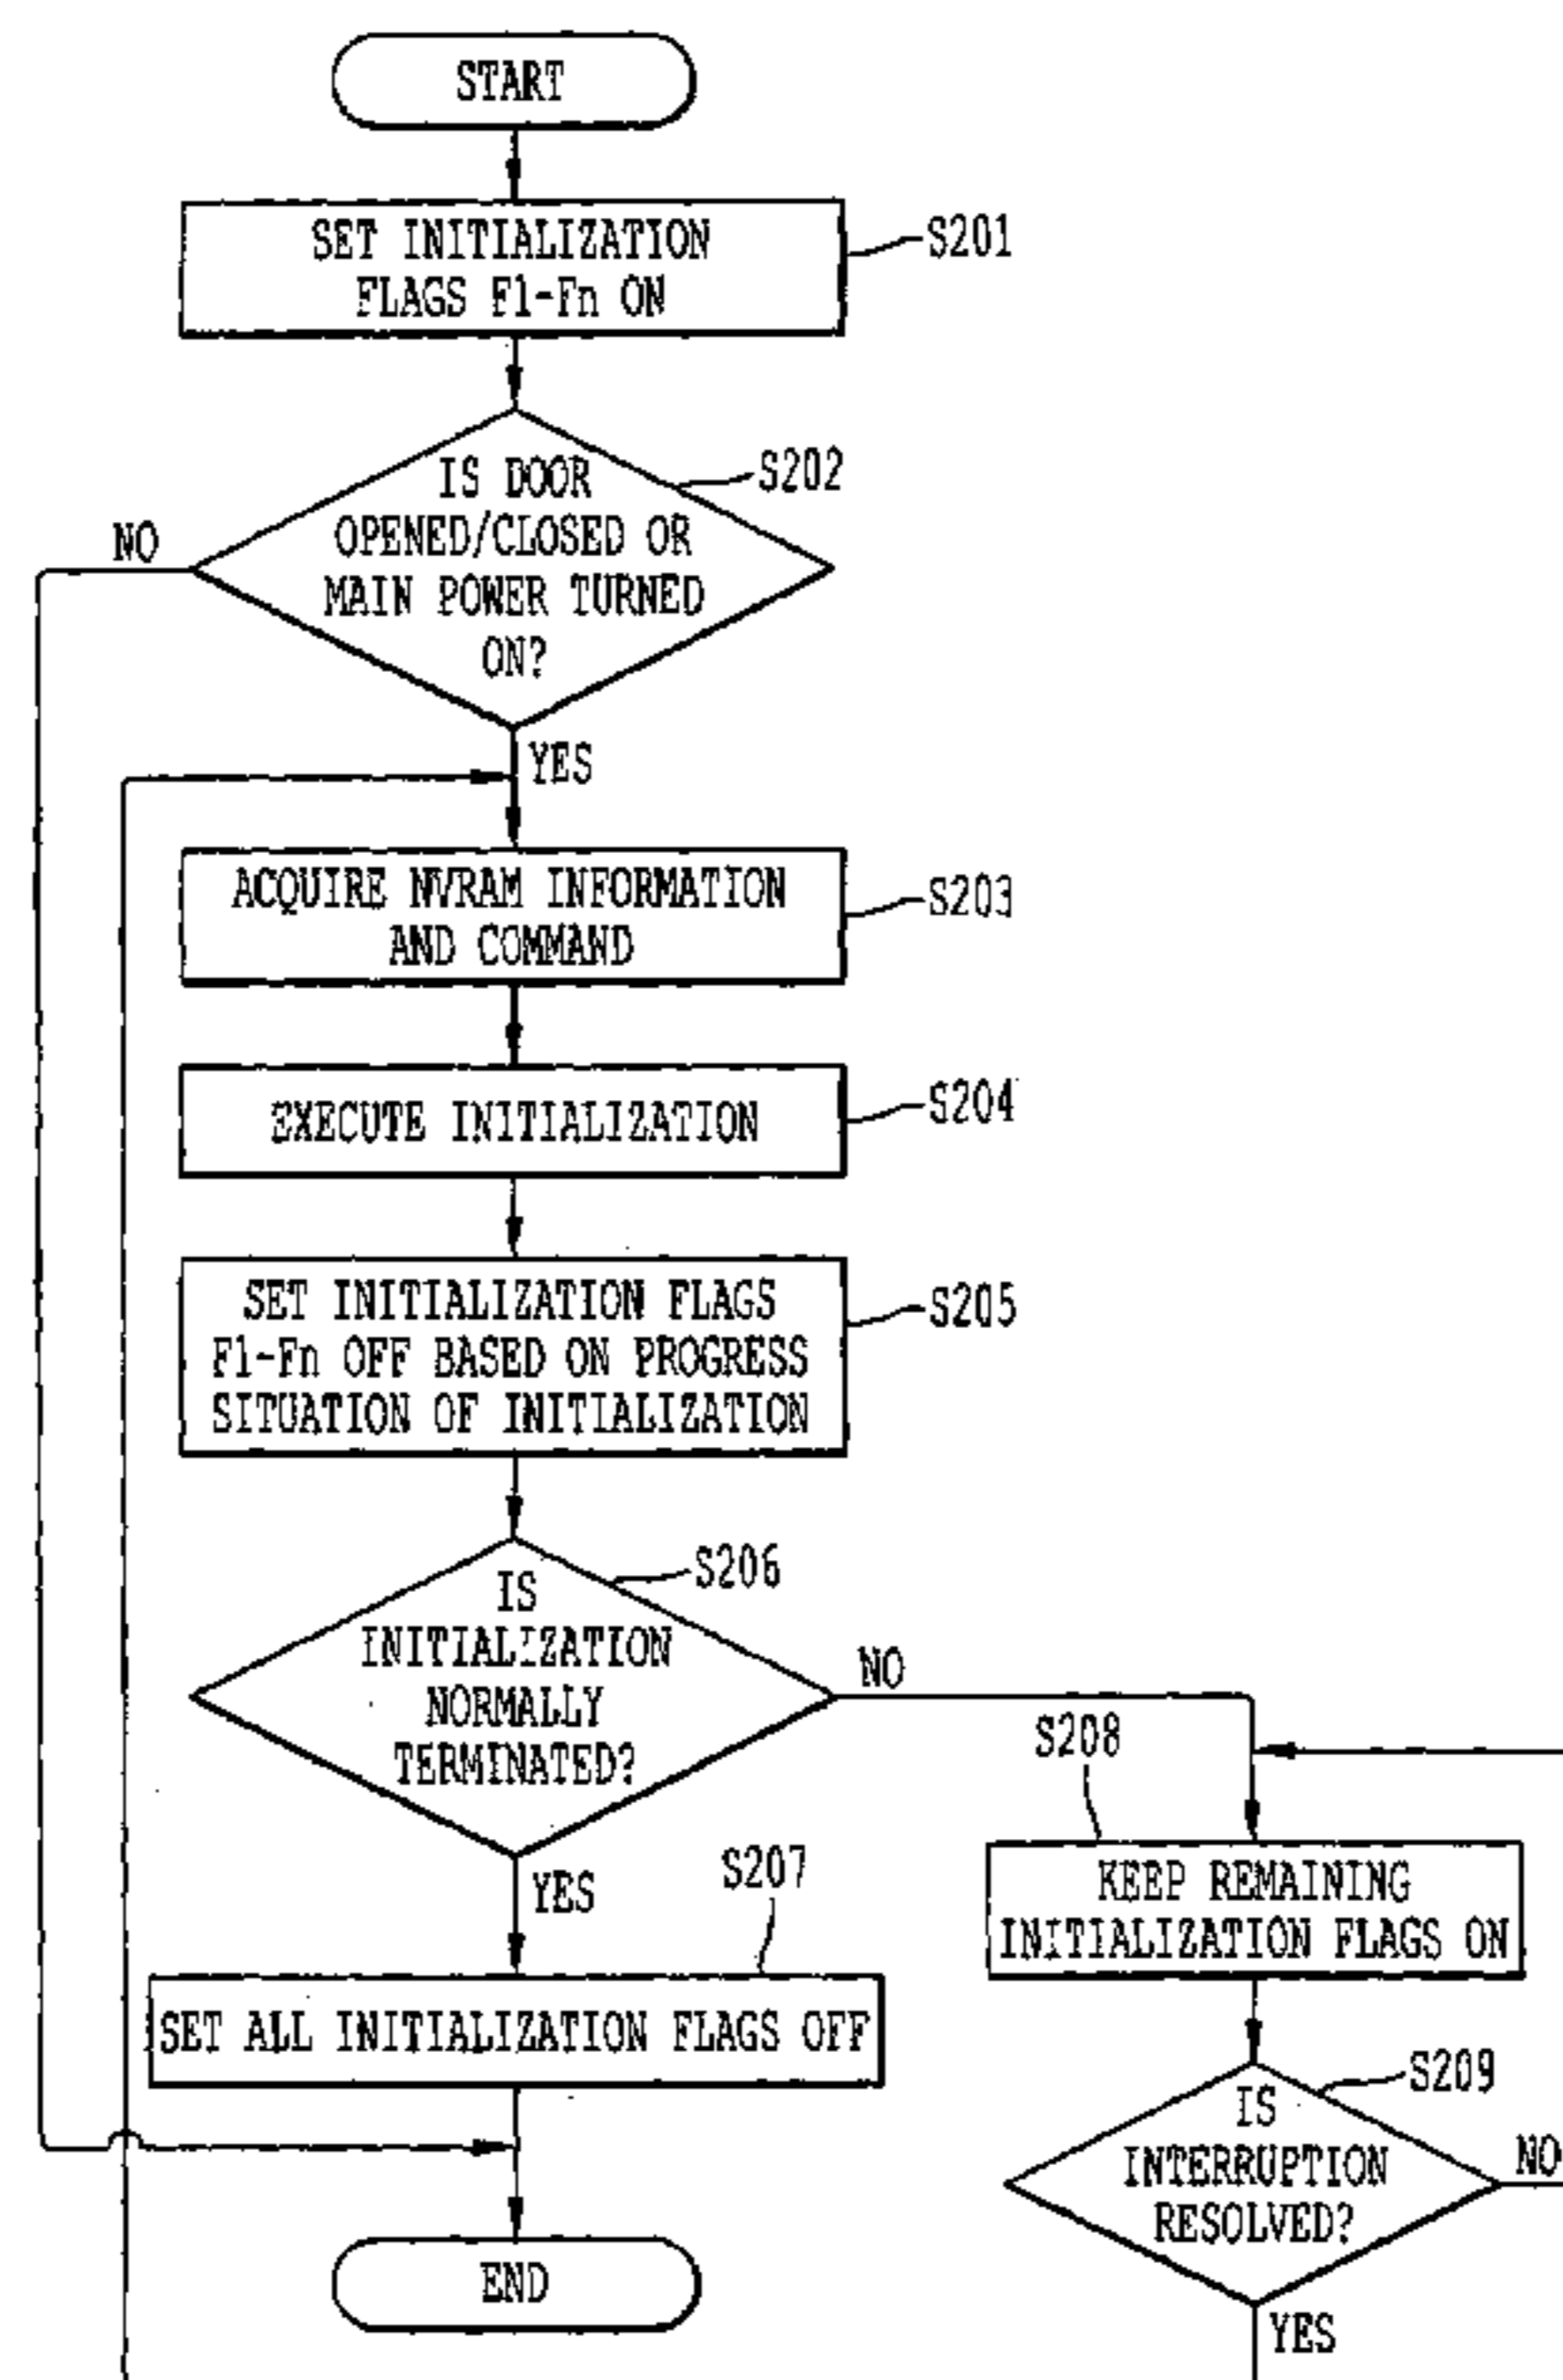 START
SET INITIALIZATION
FLAGS F1-Fn ON
S201
IS DOOR
OPENED/CLOSED OR
MAIN POWER TURNED
ON?
S202
NO
YES
ACQUIRE NVRAM INFORMATION
AND COMMAND
S203
EXECUTE INITIALIZATION
S204
SET INITIALIZATION FLAGS
F1-Fn OFF BASED ON PROGRESS
SITUATION OF INITIALIZATION
S205
IS
INITIALIZATION
NORMALLY
TERMINATED?
S206
NO
YES
S207
SET ALL INITIALIZATION FLAGS OFF
S208
KEEP REMAINING
INITIALIZATION FLAGS ON
S209
IS
INTERRUPTION
RESOLVED?
NO
YES
END